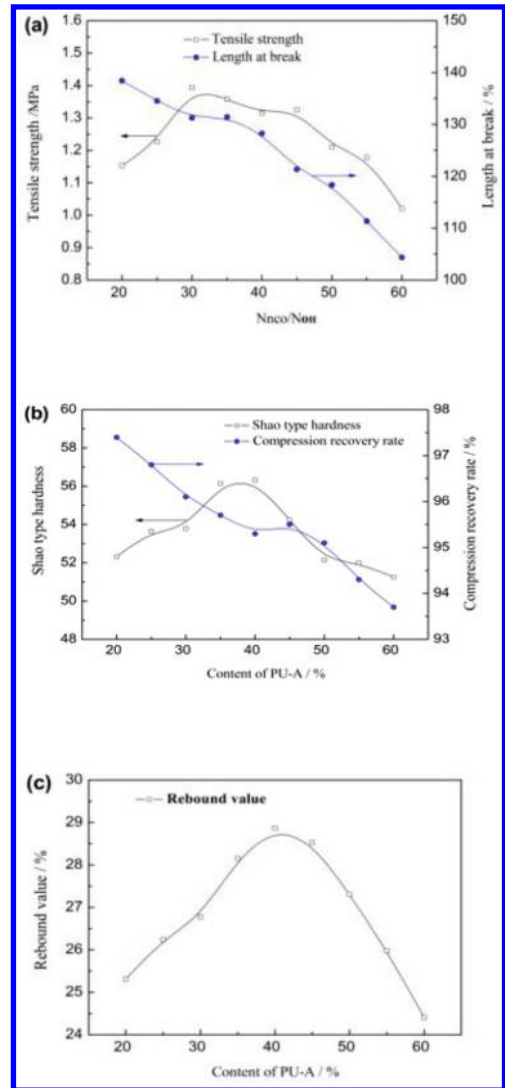 (a)
Tensile strength
Length at break
1.6
1.5
1.4
1.3
1.2
1.1
1.0
0.9
0.8
150
140
130
120
110
100
Tensile strength /MPa
Length at break / %
20 30 40 50 60
Nnco/NOH
(b)
Shao type hardness
Compression recovery rate
60
58
56
54
52
50
48
98
97
96
95
94
93
Shao type hardness
Compression recovery rate / %
20 30 40 50 60
Content of PU-A / %
(c)
Rebound value
30
29
28
27
26
25
24
Rebound value / %
20 30 40 50 60
Content of PU-A / %